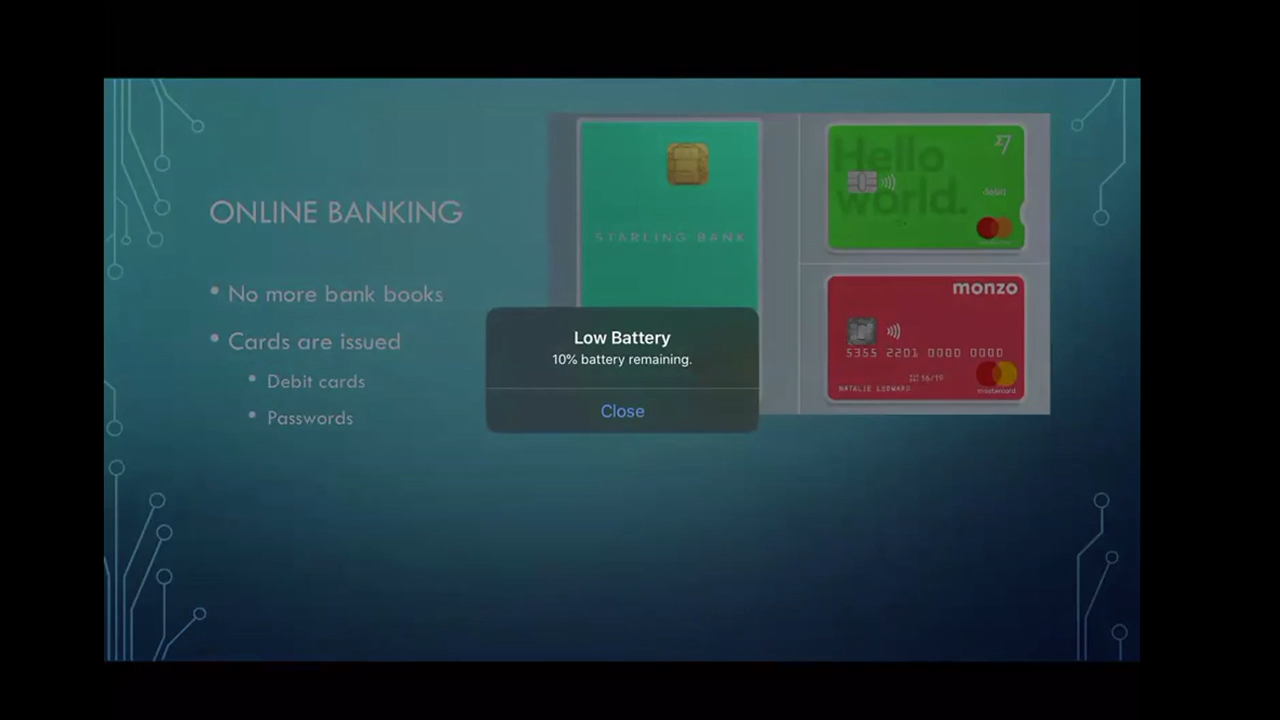 ONLINE BANKING
• No more bank books
• Cards are issued
• Debit cards
• Passwords
STARLING BANK
Hello
world.
debit
monzo
5355 2201 0000 0000
16/19
NATALIE LEDWARD
mastercard
Low Battery
10% battery remaining.
Close